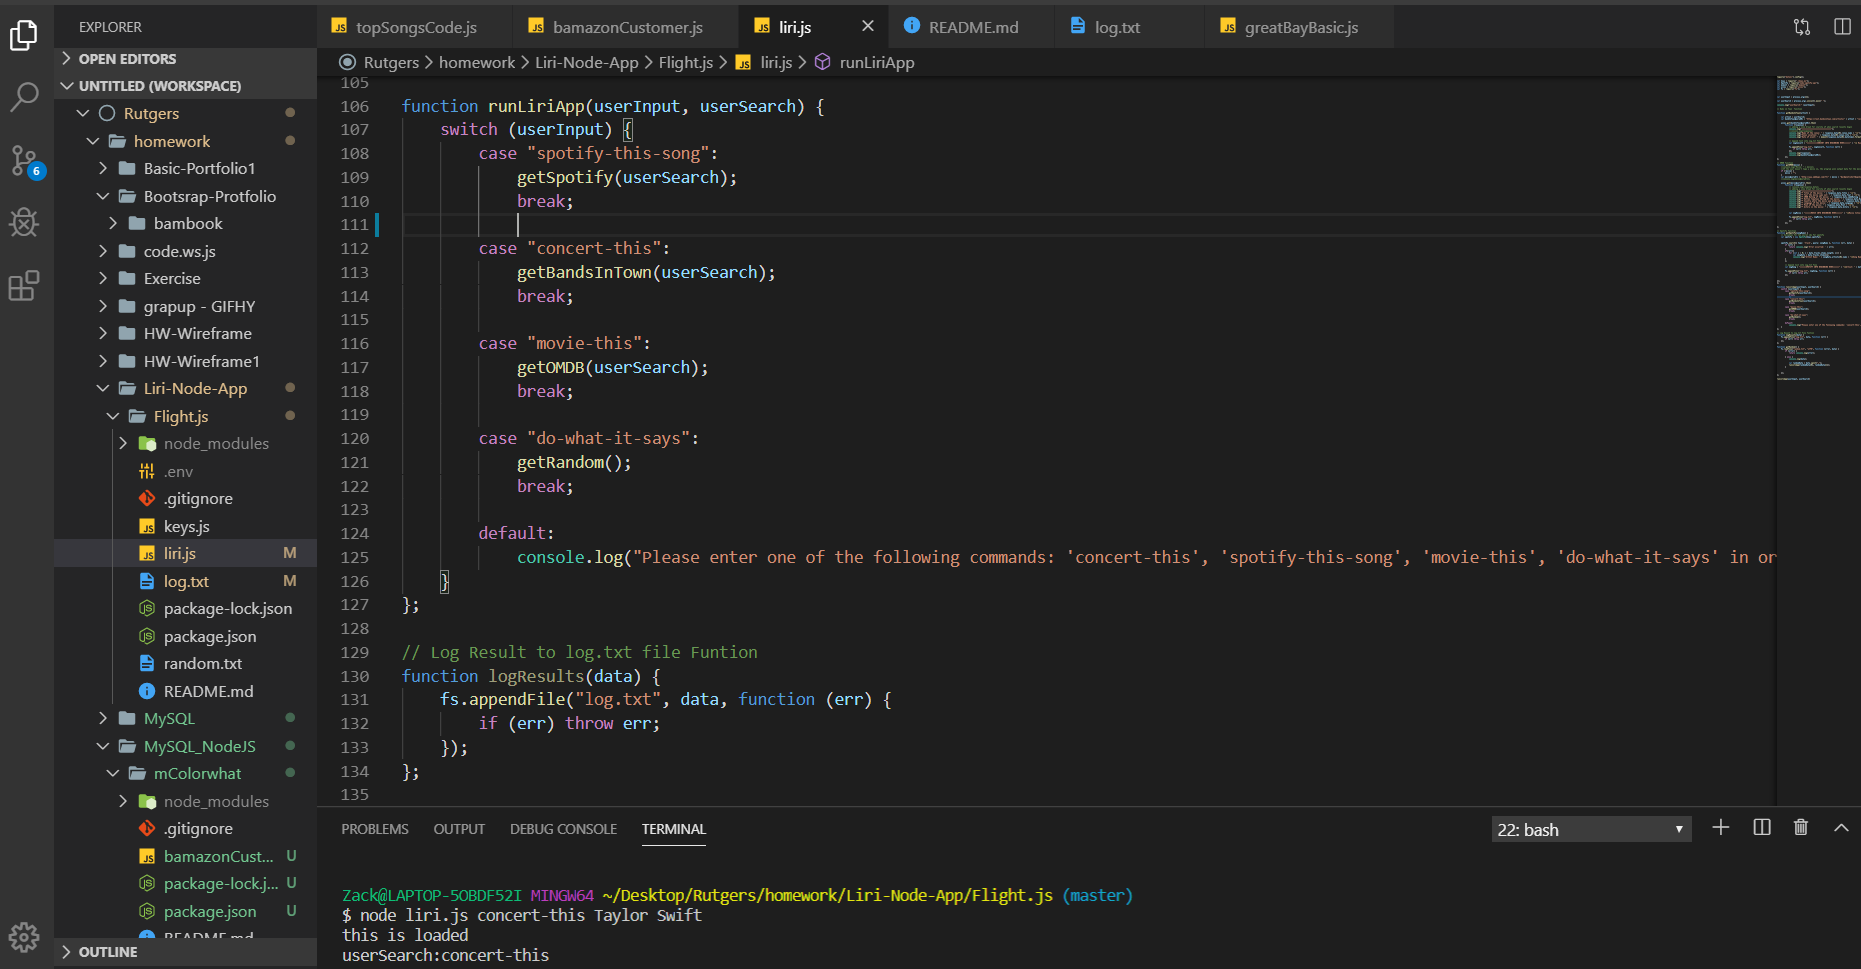 EXPLORER
OPEN EDITORS
UNTITLED (WORKSPACE)
Rutgers
homework
Basic-Portfolio1
Bootsrap-Protfolio
bambook
code.ws.js
Exercise
grapup - GIFHY
HW-Wireframe
HW-Wireframe1
Liri-Node-App
Flight.js
node_modules
.env
.gitignore
keys.js
liri.js M
log.txt M
package-lock.json
package.json
random.txt
README.md
MySQL
MySQL_NodeJS
mColorwhat
node_modules
.gitignore
bamazonCust... U
package-lock.j... U
package.json U
README.md
OUTLINE
6
JS topSongsCode.js JS bamazonCustomer.js JS liri.js README.md log.txt JS greatBayBasic.js
Rutgers > homework > Liri-Node-App > Flight.js > JS liri.js > runLiriApp
105
106 function runLiriApp(userInput, userSearch) {
107 switch (userInput) {
108 case "spotify-this-song":
109 getSpotify(userSearch);
110 break;
111
112 case "concert-this":
113 getBandsInTown(userSearch);
114 break;
115
116 case "movie-this":
117 getOMDB(userSearch);
118 break;
119
120 case "do-what-it-says":
121 getRandom();
122 break;
123
124 default:
125 console.log("Please enter one of the following commands: 'concert-this', 'spotify-this-song', 'movie-this', 'do-what-it-says' in or
126 }
127 };
128
129 // Log Result to log.txt file Funtion
130 function logResults(data) {
131 fs.appendFile("log.txt", data, function (err) {
132 if (err) throw err;
133 });
134 };
135
PROBLEMS OUTPUT DEBUG CONSOLE TERMINAL 22: bash
Zack@LAPTOP-5OBDF52I MINGW64 ~/Desktop/Rutgers/homework/Liri-Node-App/Flight.js (master)
$ node liri.js concert-this Taylor Swift
this is loaded
userSearch:concert-this